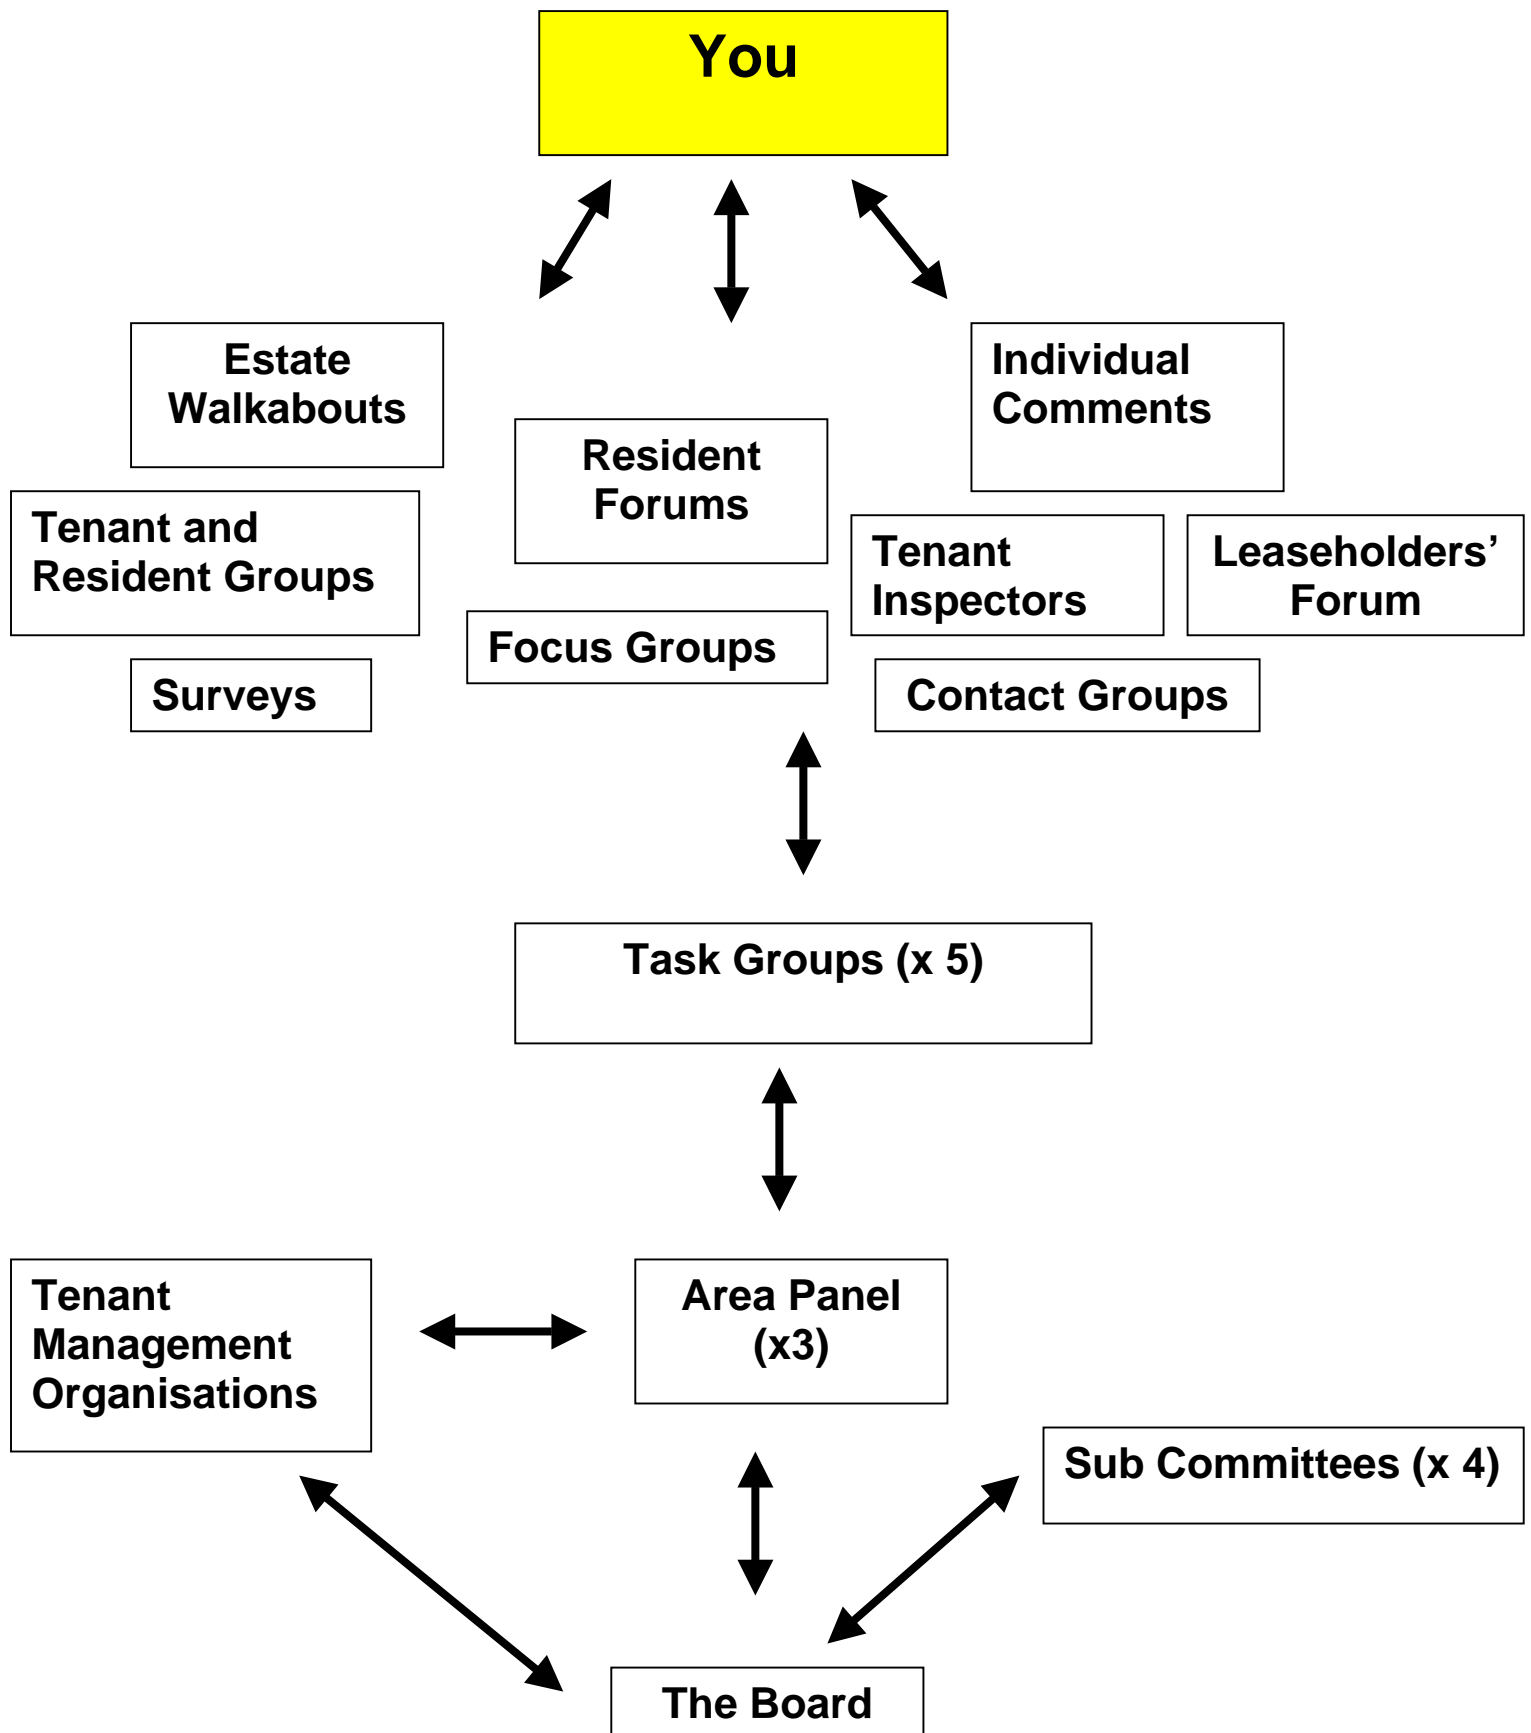 You
Estate
Walkabouts
Individual
Comments
Resident
Forums
Tenant and
Resident Groups
Tenant
Inspectors
Leaseholders’
Forum
Focus Groups
Surveys
Contact Groups
Task Groups (x 5)
Tenant
Management
Organisations
Area Panel
(x3)
Sub Committees (x 4)
The Board